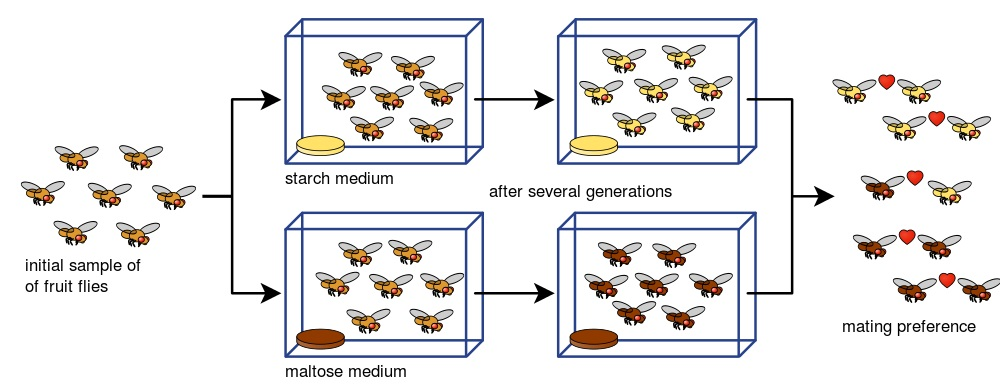 starch medium
after several generations
initial sample of
of fruit flies
maltose medium
mating preference